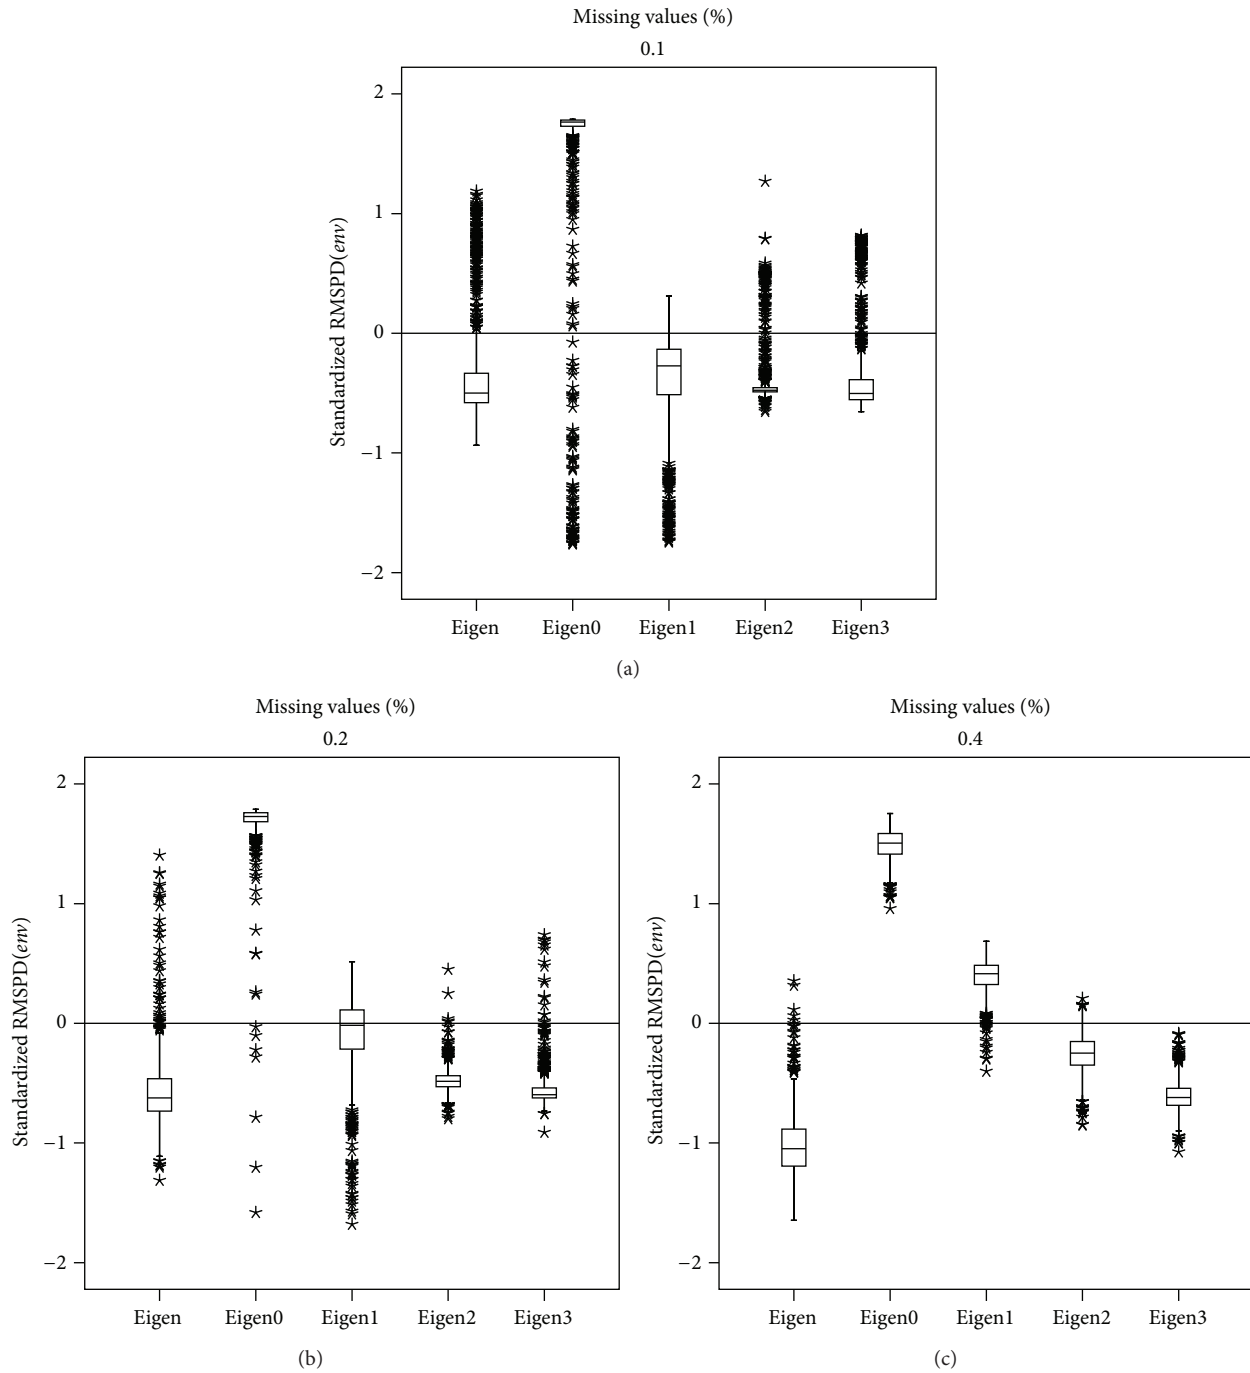 Missing values (%)
0.1
Standardized RMSPD(env)
2
1
0
−1
−2
Eigen Eigen0 Eigen1 Eigen2 Eigen3
(a)
Missing values (%)
0.2
Standardized RMSPD(env)
2
1
0
−1
−2
Eigen Eigen0 Eigen1 Eigen2 Eigen3
(b)
Missing values (%)
0.4
Standardized RMSPD(env)
2
1
0
−1
−2
Eigen Eigen0 Eigen1 Eigen2 Eigen3
(c)